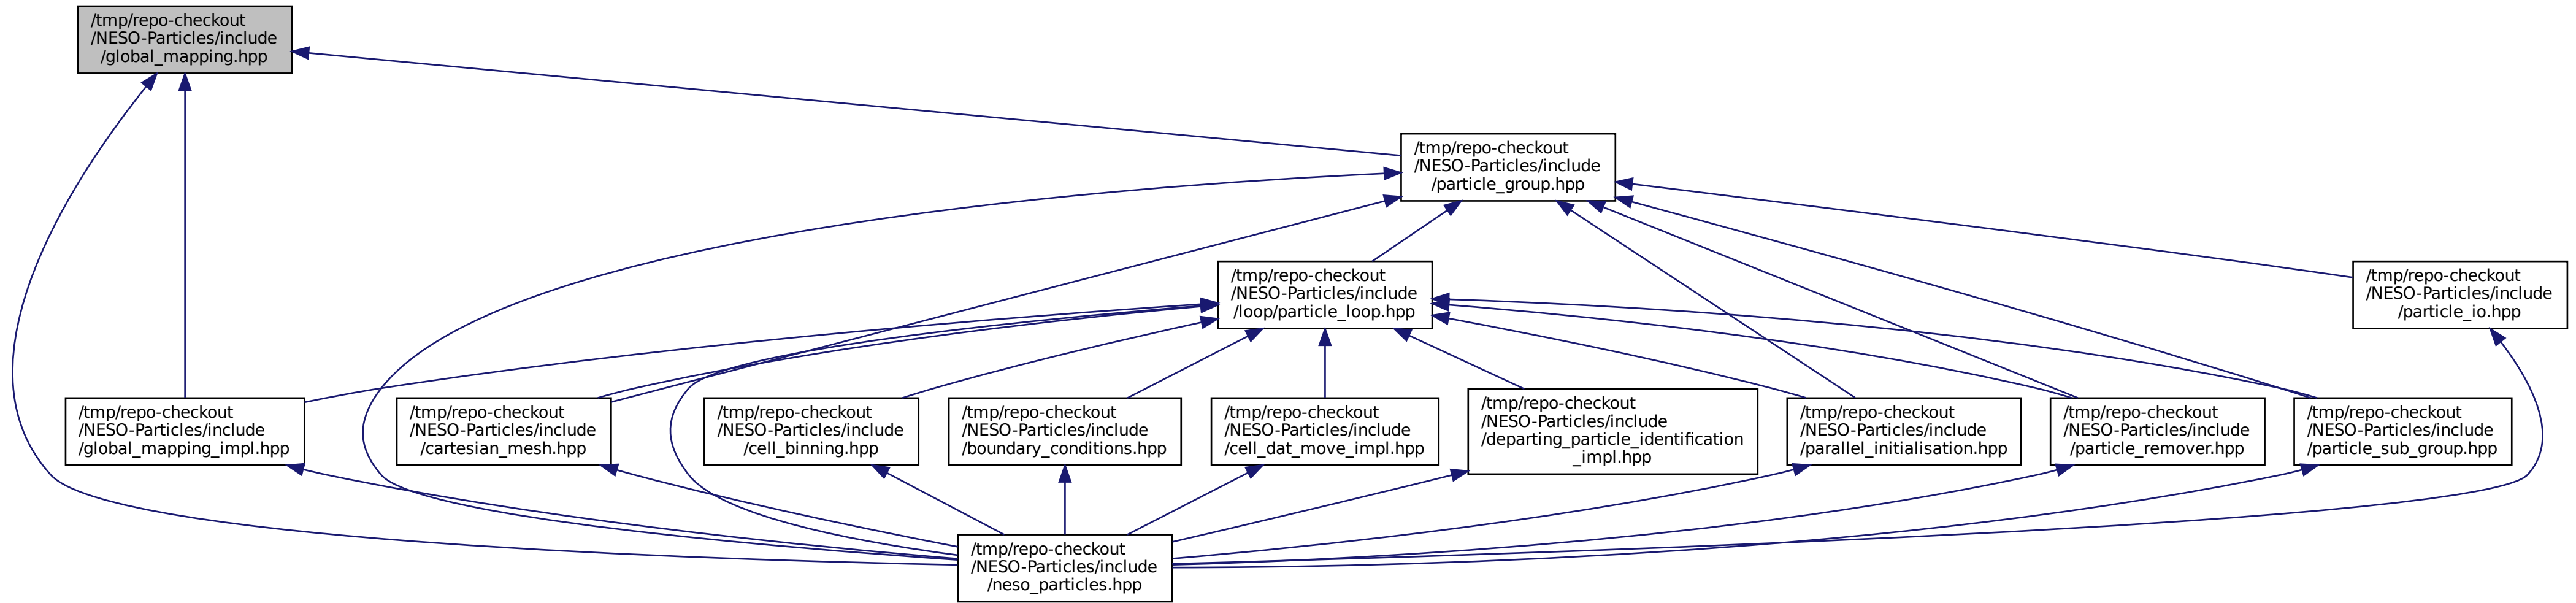 /tmp/repo-checkout
/NESO-Particles/include
/global_mapping.hpp
/tmp/repo-checkout
/NESO-Particles/include
/particle_group.hpp
/tmp/repo-checkout
/NESO-Particles/include
/loop/particle_loop.hpp
/tmp/repo-checkout
/NESO-Particles/include
/particle_io.hpp
/tmp/repo-checkout
/NESO-Particles/include
/global_mapping_impl.hpp
/tmp/repo-checkout
/NESO-Particles/include
/cartesian_mesh.hpp
/tmp/repo-checkout
/NESO-Particles/include
/cell_binning.hpp
/tmp/repo-checkout
/NESO-Particles/include
/boundary_conditions.hpp
/tmp/repo-checkout
/NESO-Particles/include
/cell_dat_move_impl.hpp
/tmp/repo-checkout
/NESO-Particles/include
/departing_particle_identification
_impl.hpp
/tmp/repo-checkout
/NESO-Particles/include
/parallel_initialisation.hpp
/tmp/repo-checkout
/NESO-Particles/include
/particle_remover.hpp
/tmp/repo-checkout
/NESO-Particles/include
/particle_sub_group.hpp
/tmp/repo-checkout
/NESO-Particles/include
/neso_particles.hpp